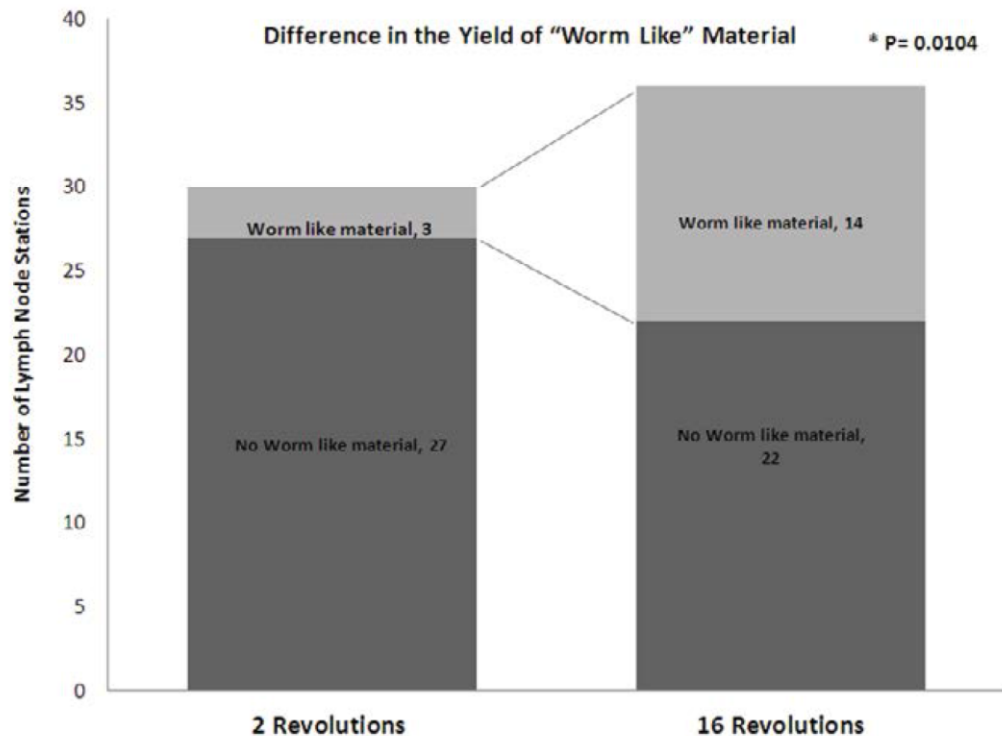 Difference in the Yield of “Worm Like” Material
* P= 0.0104
Number of Lymph Node Stations
40
35
30
25
20
15
10
5
0
Worm like material, 3
No Worm like material, 27
Worm like material, 14
No Worm like material,
22
2 Revolutions
16 Revolutions